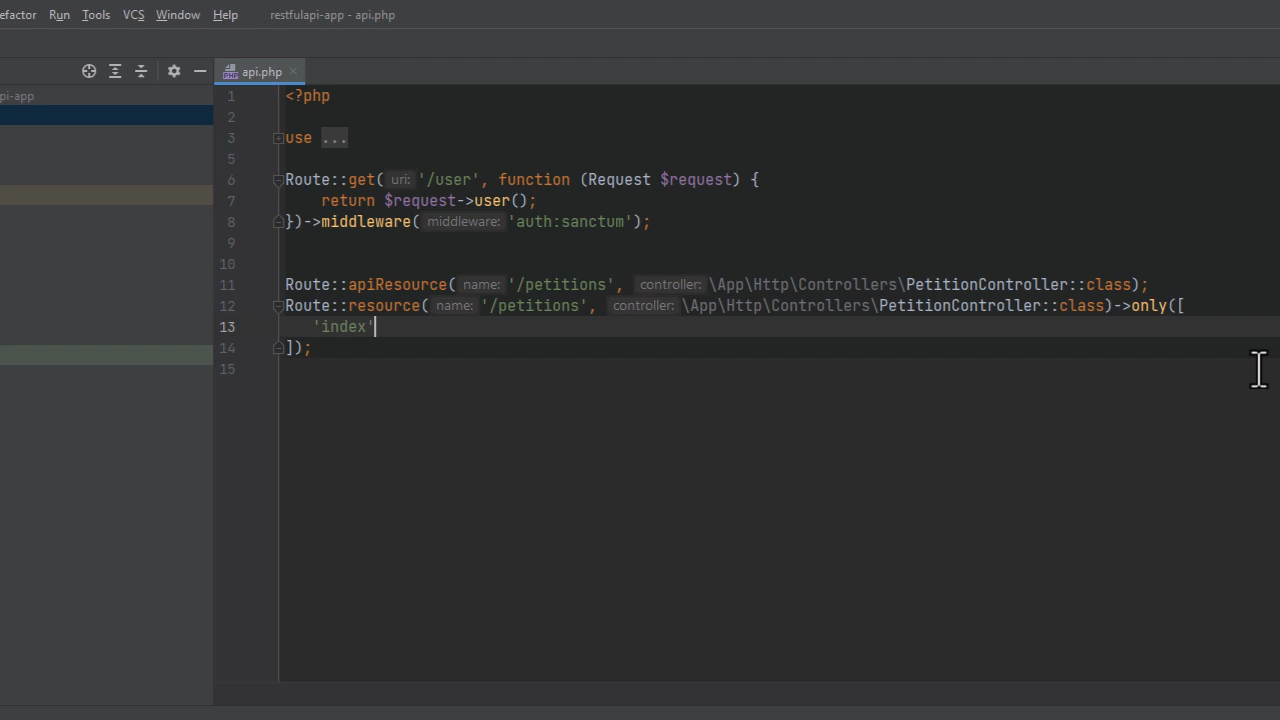 efactor Run Tools VCS Window Help restfulapi-app - api.php
api.php
pi-app
1 <?php
2
3 use ...
5
6 Route::get( uri: '/user', function (Request $request) {
7 return $request->user();
8 })->middleware( middleware: 'auth:sanctum');
9
10
11 Route::apiResource( name: '/petitions', controller: \App\Http\Controllers\PetitionController::class);
12 Route::resource( name: '/petitions', controller: \App\Http\Controllers\PetitionController::class)->only([
13 'index'
14 ]);
15